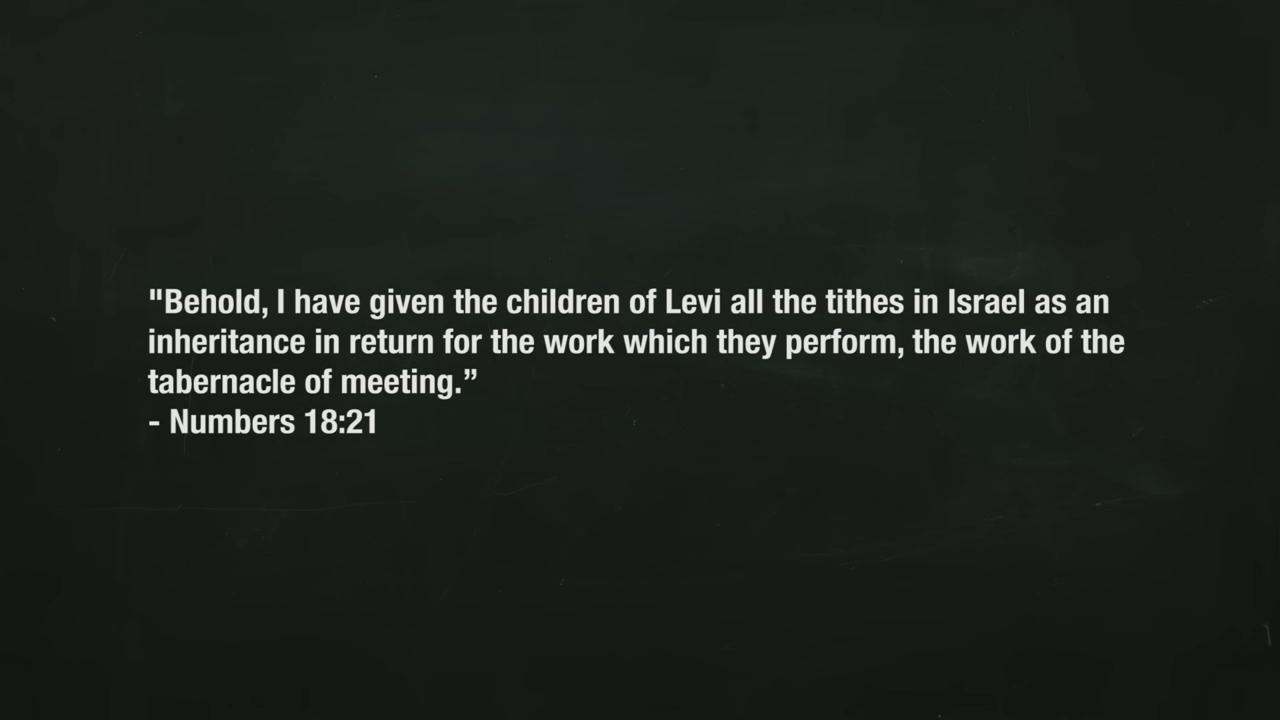 "Behold, I have given the children of Levi all the tithes in Israel as an
inheritance in return for the work which they perform, the work of the
tabernacle of meeting.”
- Numbers 18:21